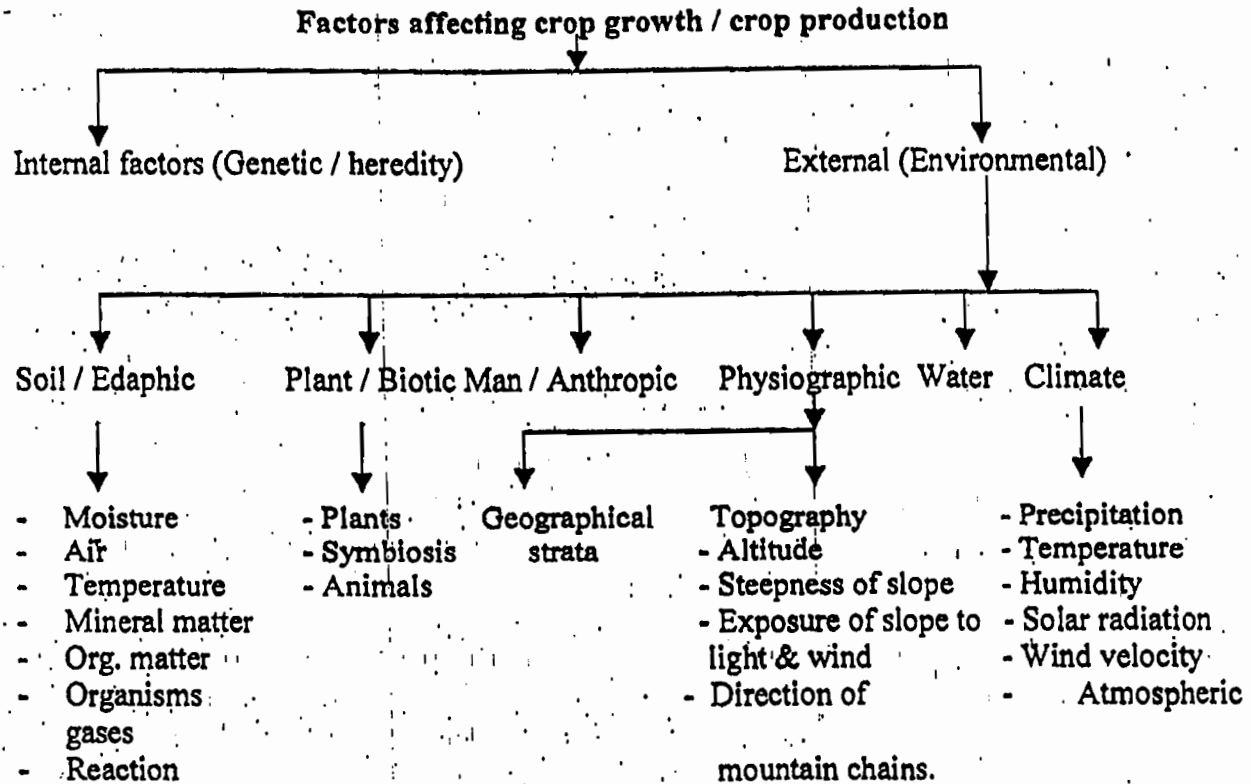 Factors affecting crop growth / crop production
Internal factors (Genetic / heredity)
External (Environmental)
Soil / Edaphic
Plant / Biotic
Man / Anthropic
Physiographic
Water
Climate
- Moisture
- Air
- Temperature
- Mineral matter
- Org. matter
- Organisms
gases
- Reaction
- Plants
- Symbiosis
- Animals
Geographical
strata
Topography
- Altitude
- Steepness of slope
- Exposure of slope to
light & wind
- Direction of
mountain chains.
- Precipitation
- Temperature
- Humidity
- Solar radiation
- Wind velocity
- Atmospheric